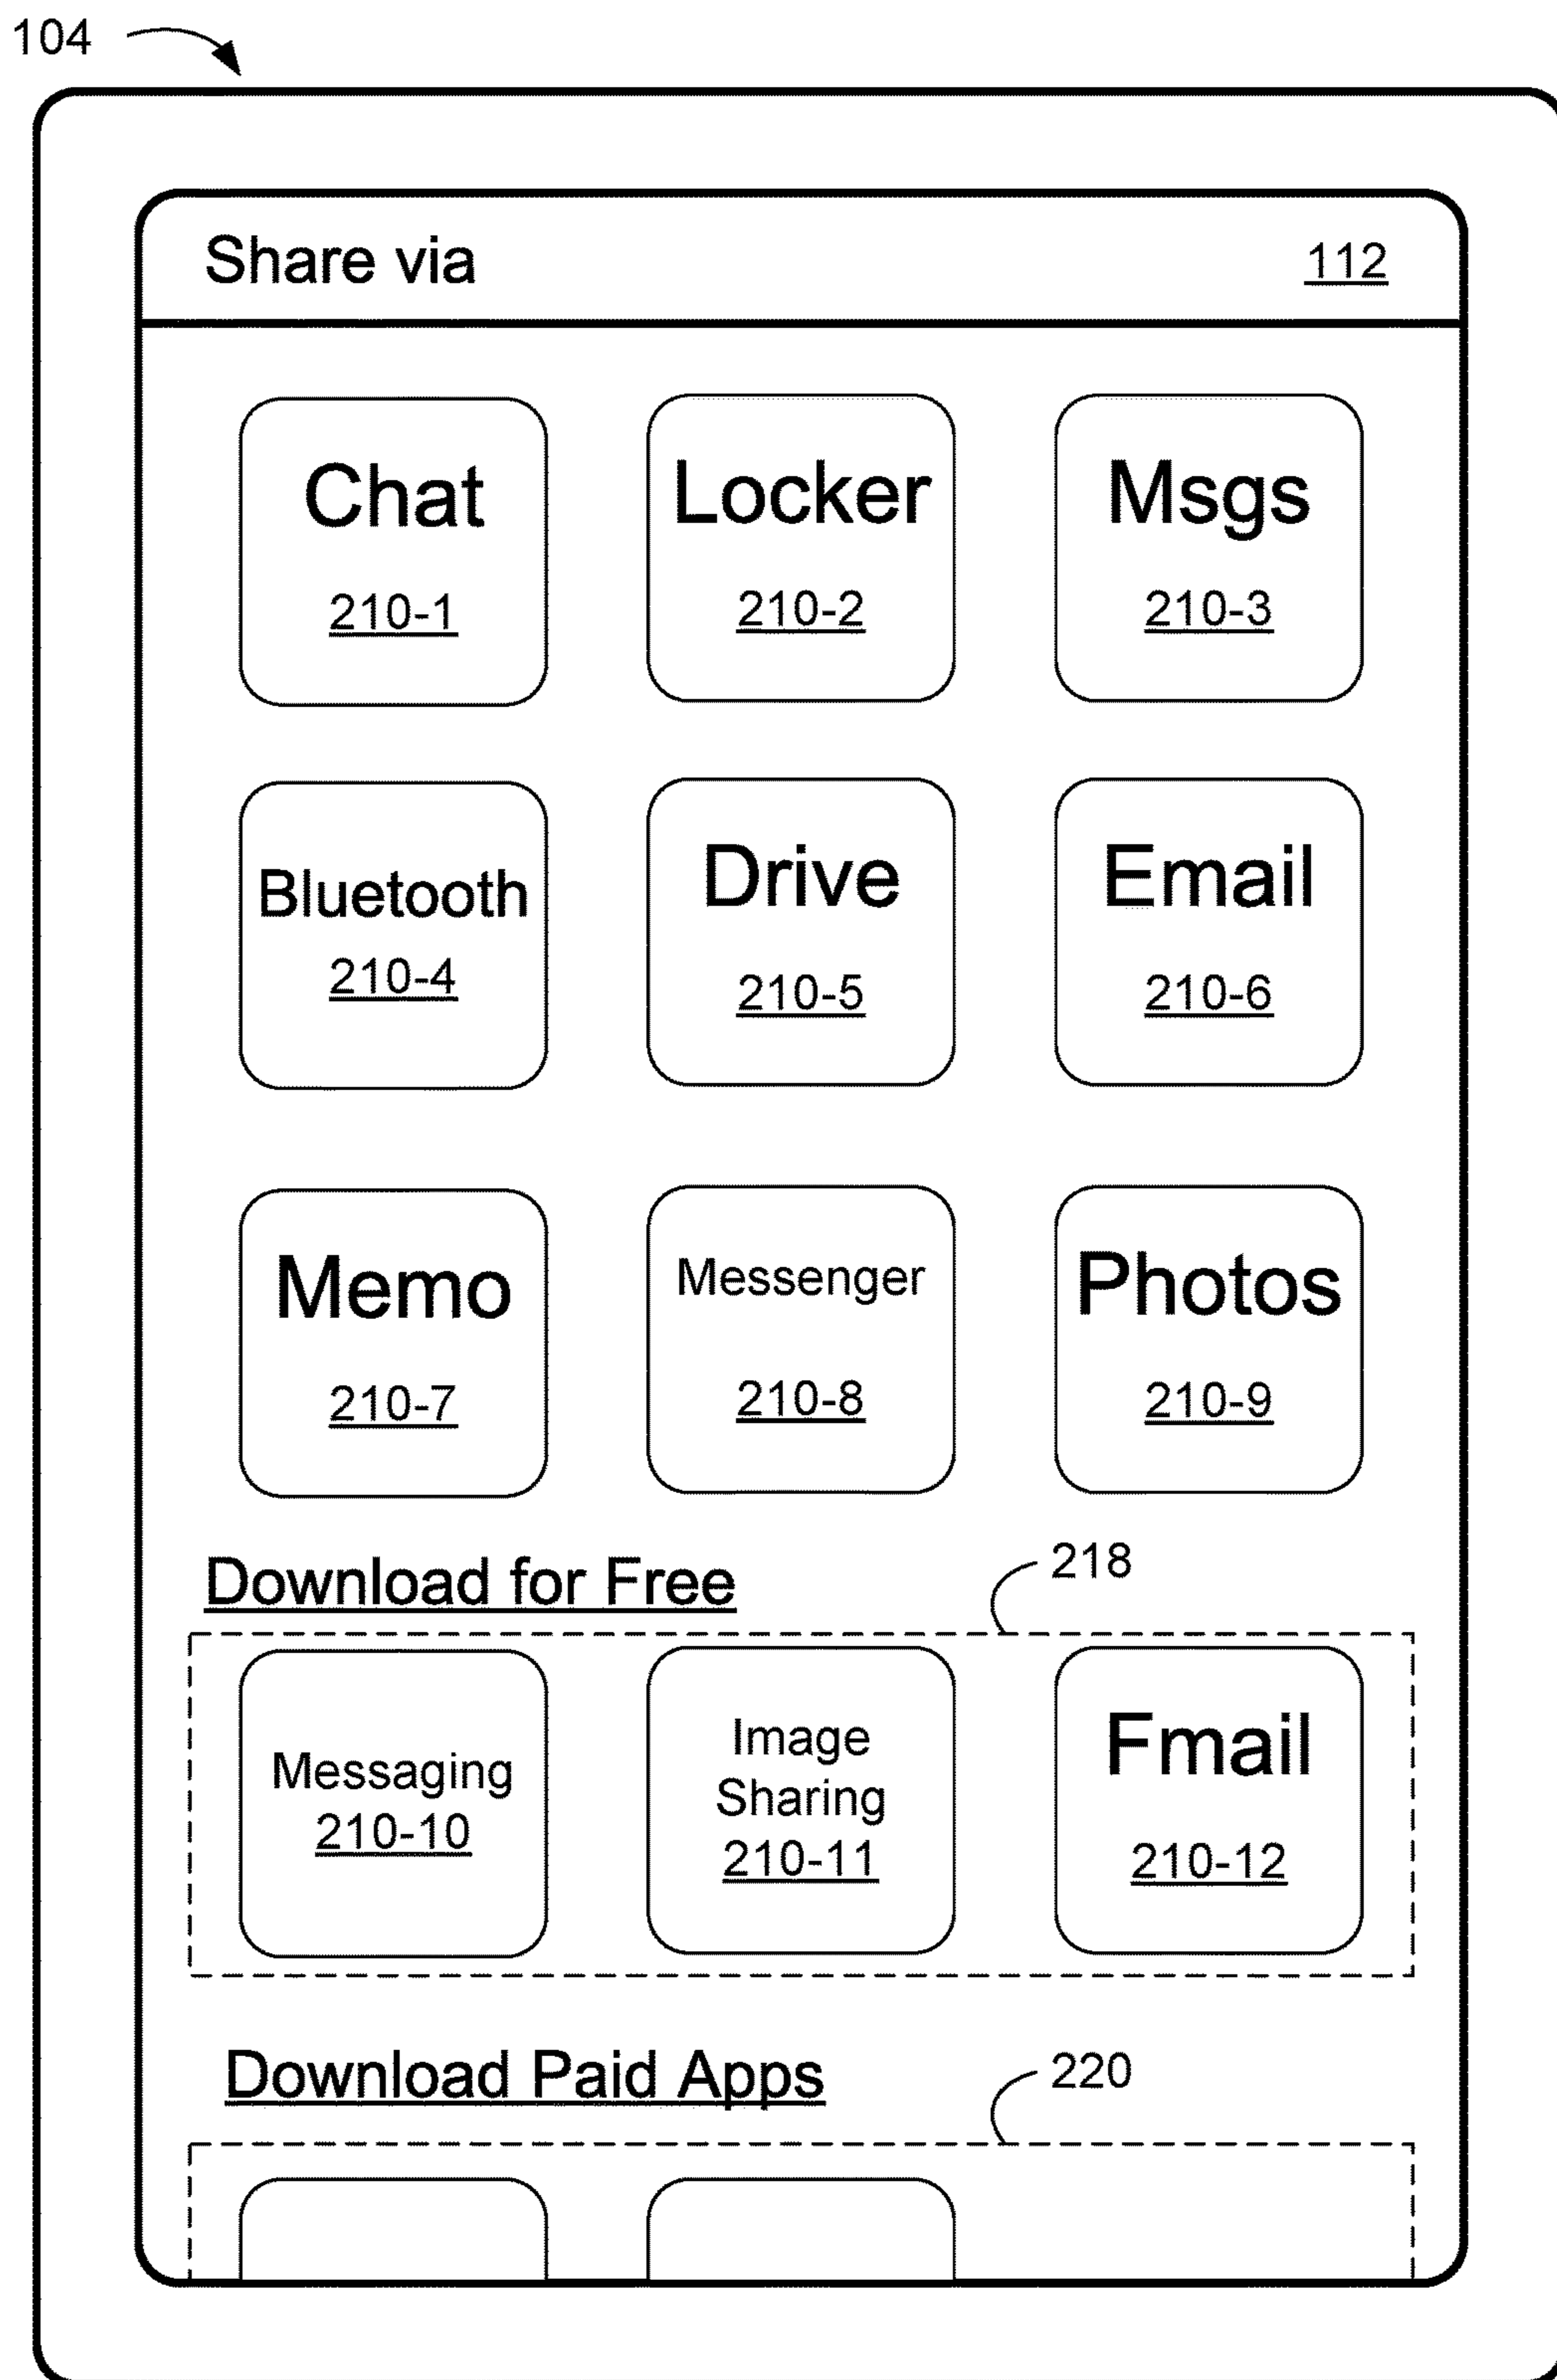 104
Share via 112
Chat Locker Msgs
210-1 210-2 210-3
Bluetooth Drive Email
210-4 210-5 210-6
Memo Messenger Photos
210-7 210-8 210-9
Download for Free 218
Messaging Image Sharing Fmail
210-10 210-11 210-12
Download Paid Apps 220